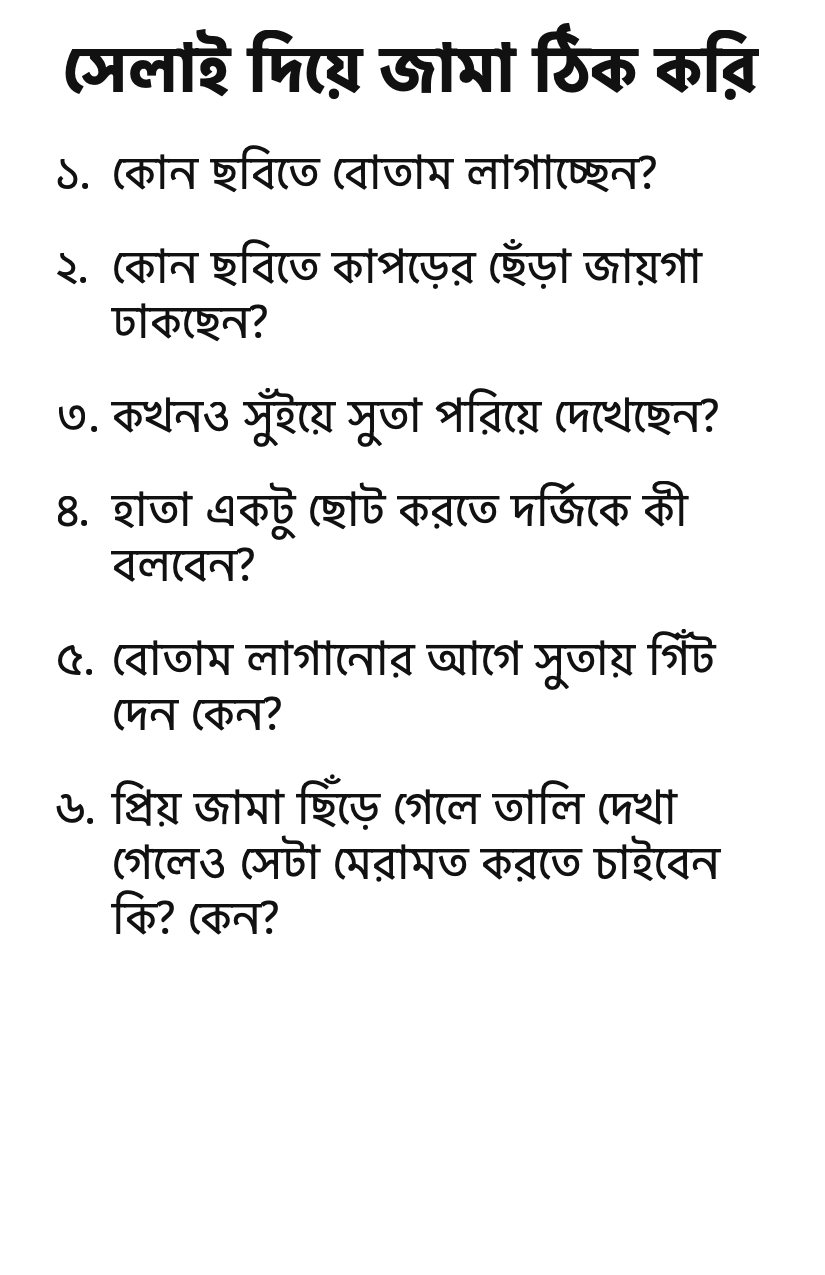 সেলাই দিয়ে জামা ঠিক করি
১. কোন ছবিতে বোতাম লাগাচ্ছেন?
২. কোন ছবিতে কাপড়ের ছেঁড়া জায়গা
ঢাকছেন?
৩. কখনও সুঁইয়ে সুতা পরিয়ে দেখেছেন?
৪. হাতা একটু ছোট করতে দর্জিকে কী
বলবেন?
৫. বোতাম লাগানোর আগে সুতায় গিঁট
দেন কেন?
৬. প্রিয় জামা ছিঁড়ে গেলে তালি দেখা
গেলেও সেটা মেরামত করতে চাইবেন
কি? কেন?